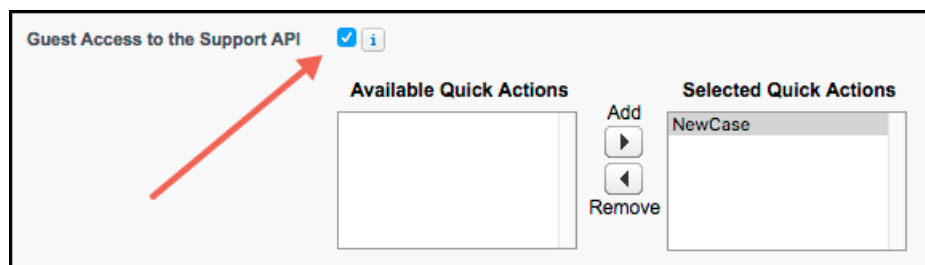 Guest Access to the Support API
i
Available Quick Actions
Selected Quick Actions
Add
NewCase
Remove